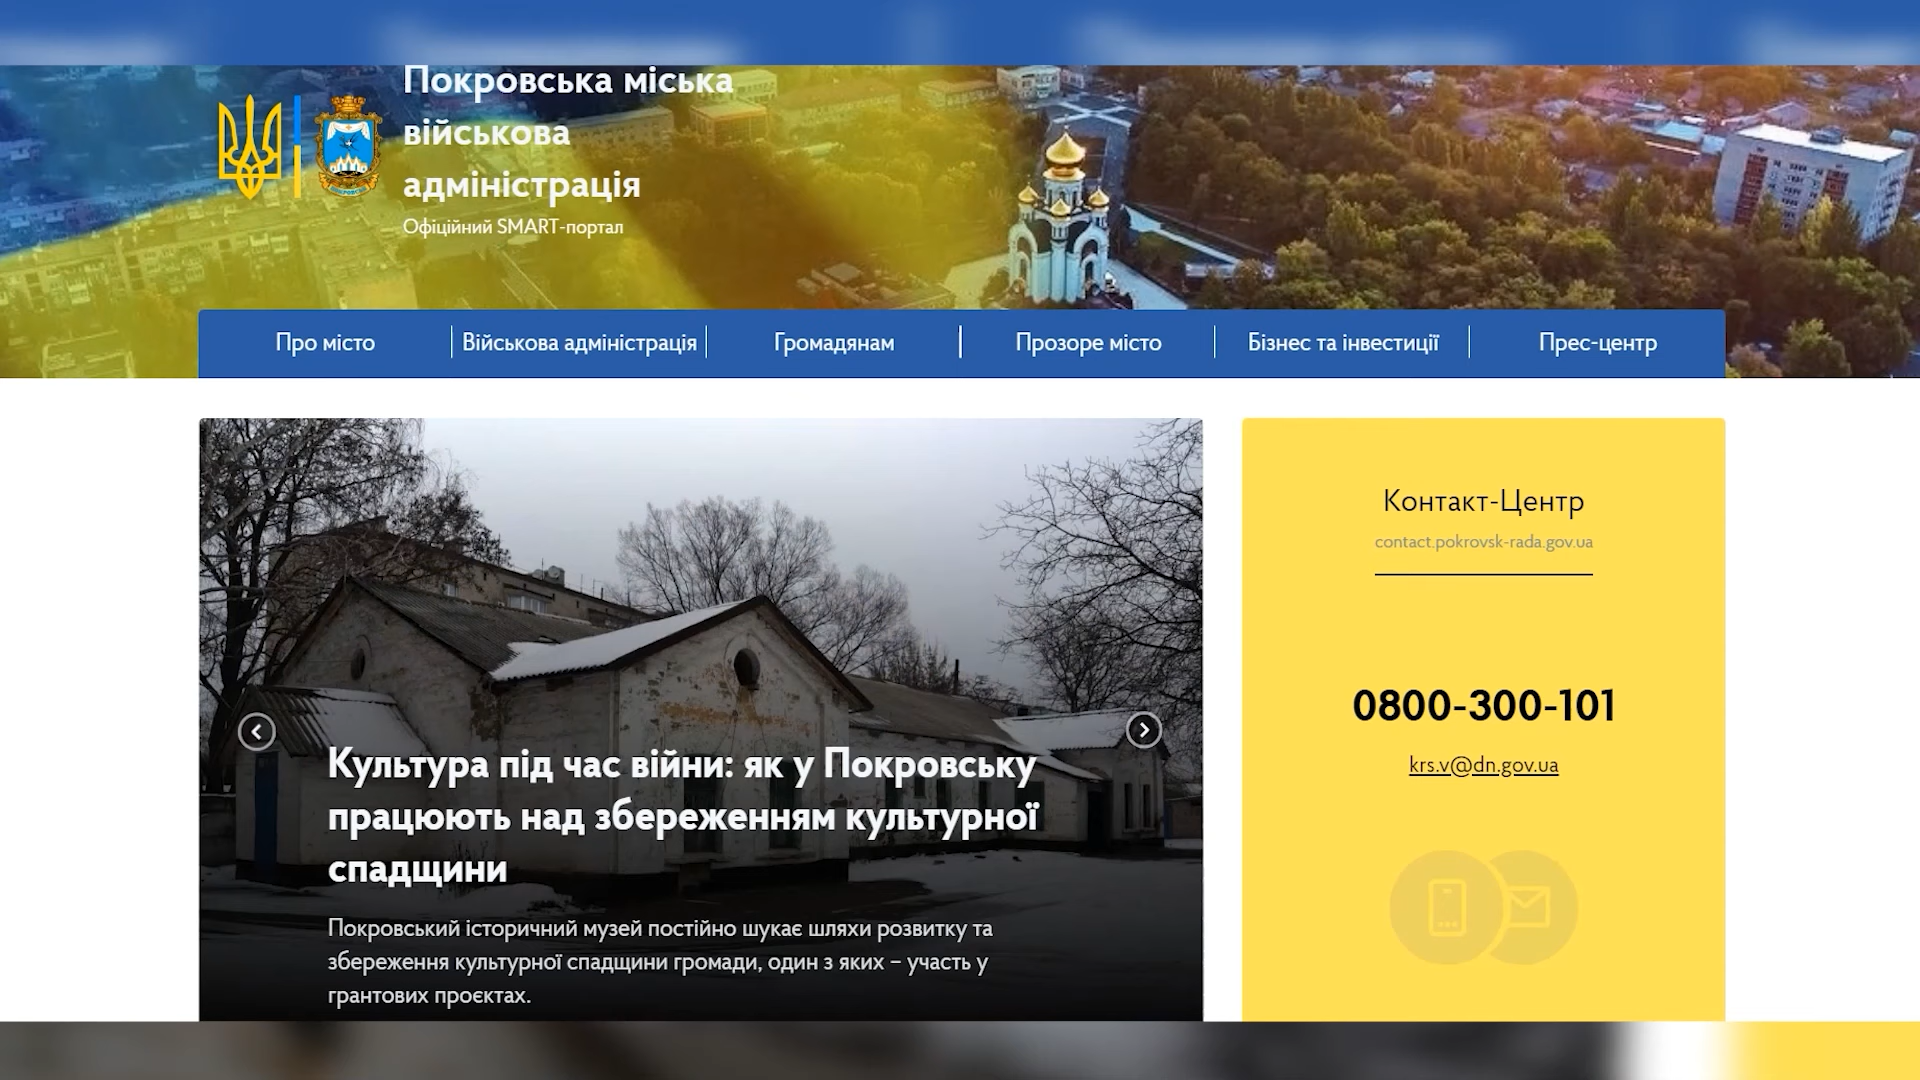 Покровська міська
військова
адміністрація
Офіційний SMART-портал
Про місто
Військова адміністрація
Громадянам
Прозоре місто
Бізнес та інвестиції
Прес-центр
Культура під час війни: як у Покровську
працюють над збереженням культурної
спадщини
Покровський історичний музей постійно шукає шляхи розвитку та
збереження культурної спадщини громади, один з яких – участь у
грантових проєктах.
Контакт-Центр
contact.pokrovsk-rada.gov.ua
0800-300-101
krs.v@dn.gov.ua